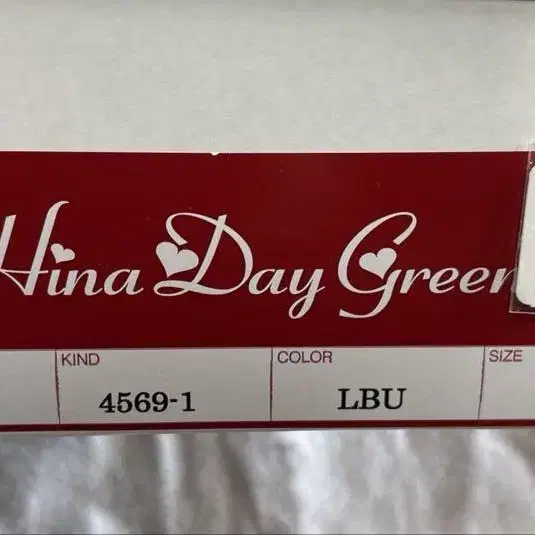 Hina Day Green
KIND
COLOR
SIZE
4569-1
LBU